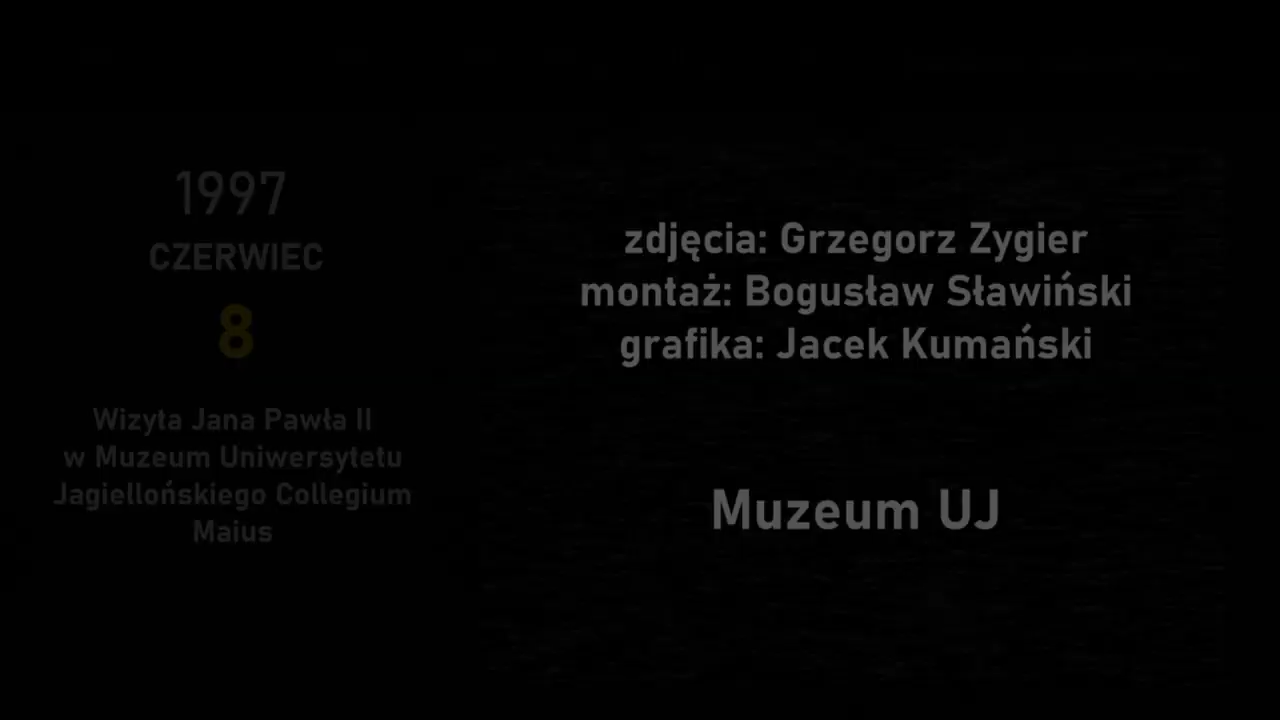 1997
CZERWIEC
8
Wizyta Jana Pawła II
w Muzeum Uniwersytetu
Jagiellońskiego Collegium
Maius
zdjęcia: Grzegorz Zygier
montaż: Bogusław Sławiński
grafika: Jacek Kumański
Muzeum UJ